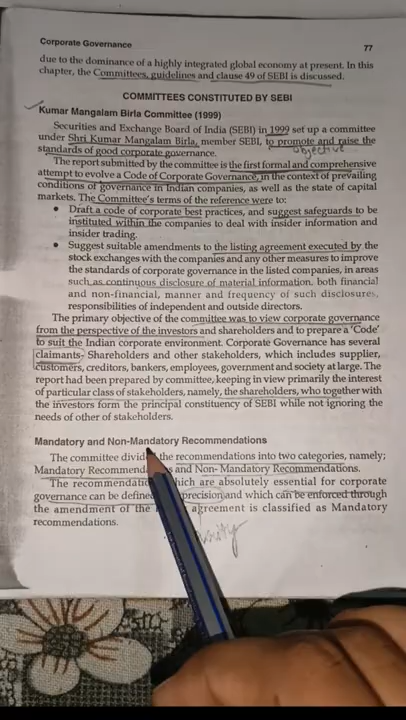 Corporate Governance 77
due to the dominance of a highly integrated global economy at present. In this
chapter, the Committees, guidelines and clause 49 of SEBI is discussed.
COMMITTEES CONSTITUTED BY SEBI
Kumar Mangalam Birla Committee (1999)
Securities and Exchange Board of India (SEBI) in 1999 set up a committee
under Shri Kumar Mangalam Birla, member SEBI, to promote and raise the
objective
standards of good corporate governance.
The report submitted by the committee is the first formal and comprehensive
attempt to evolve a Code of Corporate Governance, in the context of prevailing
conditions of governance in Indian companies, as well as the state of capital
markets. The Committee's terms of the reference were to:
• Draft a code of corporate best practices, and suggest safeguards to be
instituted within the companies to deal with insider information and
insider trading.
• Suggest suitable amendments to the listing agreement executed by the
stock exchanges with the companies and any other measures to improve
the standards of corporate governance in the listed companies, in areas
such as continuous disclosure of material information, both financial
and non-financial, manner and frequency of such disclosures,
responsibilities of independent and outside directors.
The primary objective of the committee was to view corporate governance
from the perspective of the investors and shareholders and to prepare a 'Code'
to suit the Indian corporate environment. Corporate Governance has several
claimants- Shareholders and other stakeholders, which includes supplier,
customers, creditors, bankers, employees, government and society at large. The
report had been prepared by committee, keeping in view primarily the interest
of particular class of stakeholders, namely, the shareholders, who together with
the investors form the principal constituency of SEBI while not ignoring the
needs of other of stakeholders.
Mandatory and Non-Mandatory Recommendations
The committee divide the recommendations into two categories, namely;
Mandatory Recommend and Non- Mandatory Recommendations.
The recommendatio which are absolutely essential for corporate
governance can be define precision and which can be enforced through
the amendment of the agreement is classified as Mandatory
recommendations.